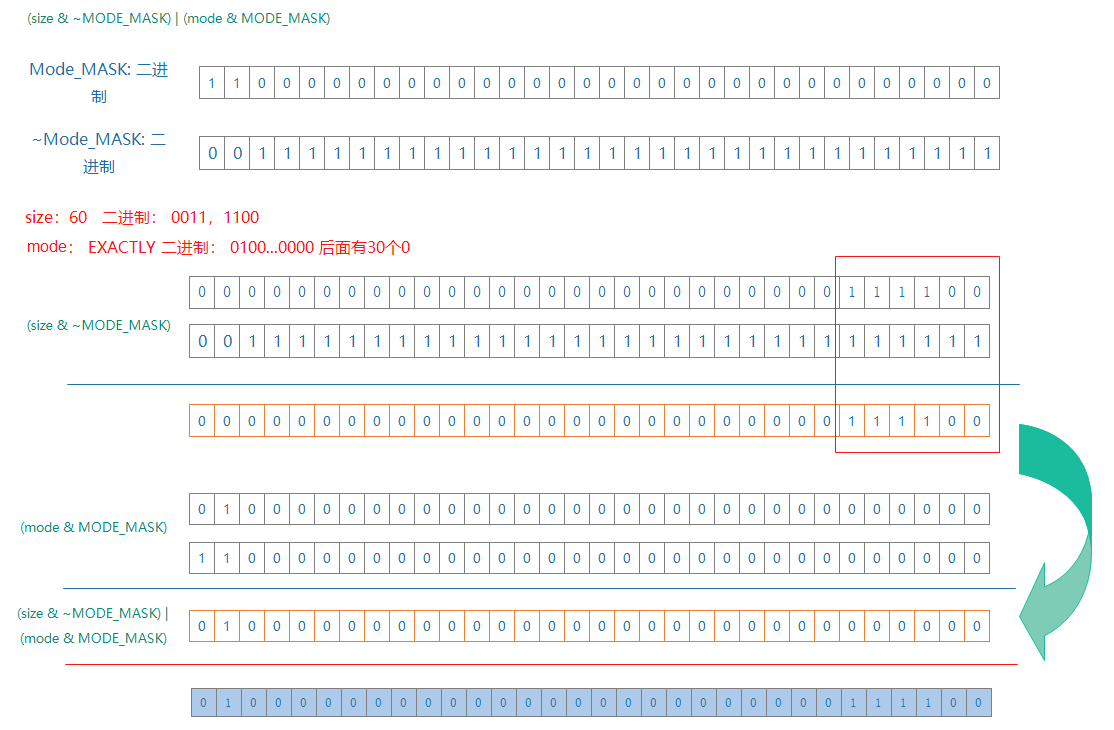 (size & ~MODE_MASK) | (mode & MODE_MASK)
Mode_MASK: 二进
制
1 1 0 0 0 0 0 0 0 0 0 0 0 0 0 0 0 0 0 0 0 0 0 0 0 0 0 0 0 0 0 0
~Mode_MASK: 二
进制
0 0 1 1 1 1 1 1 1 1 1 1 1 1 1 1 1 1 1 1 1 1 1 1 1 1 1 1 1 1 1 1
size：60 二进制： 0011，1100
mode： EXACTLY 二进制： 0100...0000 后面有30个0
0 0 0 0 0 0 0 0 0 0 0 0 0 0 0 0 0 0 0 0 0 0 0 0 0 0 1 1 1 1 0 0
(size & ~MODE_MASK)
0 0 1 1 1 1 1 1 1 1 1 1 1 1 1 1 1 1 1 1 1 1 1 1 1 1 1 1 1 1 1 1
0 0 0 0 0 0 0 0 0 0 0 0 0 0 0 0 0 0 0 0 0 0 0 0 0 0 1 1 1 1 0 0
0 1 0 0 0 0 0 0 0 0 0 0 0 0 0 0 0 0 0 0 0 0 0 0 0 0 0 0 0 0 0 0
(mode & MODE_MASK)
1 1 0 0 0 0 0 0 0 0 0 0 0 0 0 0 0 0 0 0 0 0 0 0 0 0 0 0 0 0 0 0
(size & ~MODE_MASK) |
(mode & MODE_MASK)
0 1 0 0 0 0 0 0 0 0 0 0 0 0 0 0 0 0 0 0 0 0 0 0 0 0 0 0 0 0 0 0
0 1 0 0 0 0 0 0 0 0 0 0 0 0 0 0 0 0 0 0 0 0 0 0 0 0 1 1 1 1 0 0